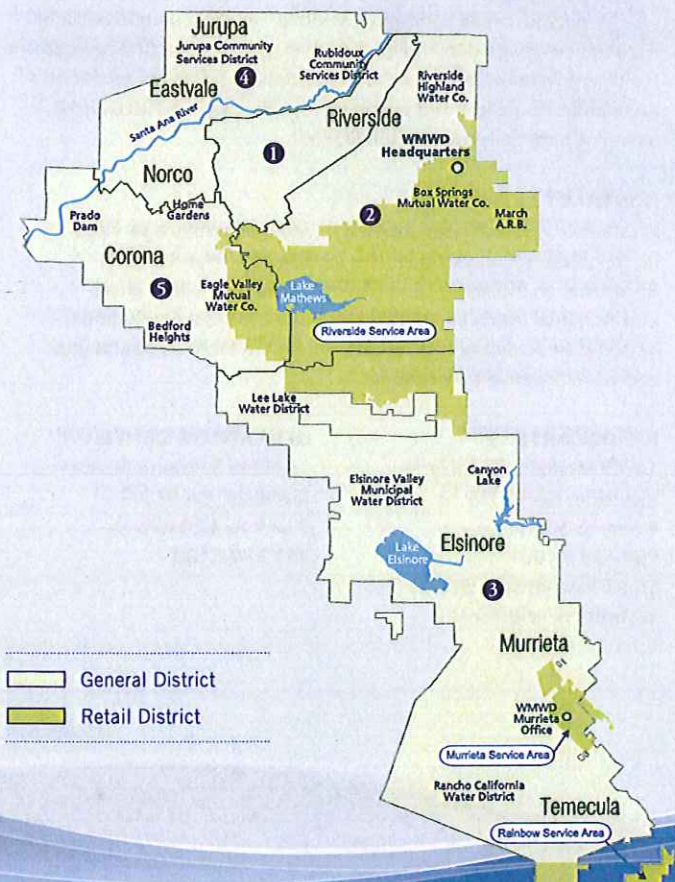 Jurupa
Jurupa Community
Services District
4
Rubidoux
Community
Services District
Eastvale
Riverside
Highland
Water Co.
Santa Ana River
Riverside
WMWD
Headquarters
1
Norco
Box Springs
Mutual Water Co.
Home
Gardens
2
March
A.R.B.
Prado
Dam
Corona
5
Eagle Valley
Mutual
Water Co.
Lake
Mathews
Bedford
Heights
Riverside Service Area
Lee Lake
Water District
Elsinore Valley
Municipal
Water District
Canyon
Lake
Elsinore
Lake
Elsinore
3
Murrieta
General District
Retail District
WMWD
Murrieta
Office
Murrieta Service Area
Rancho California
Water District
Temecula
Rainbow Service Area